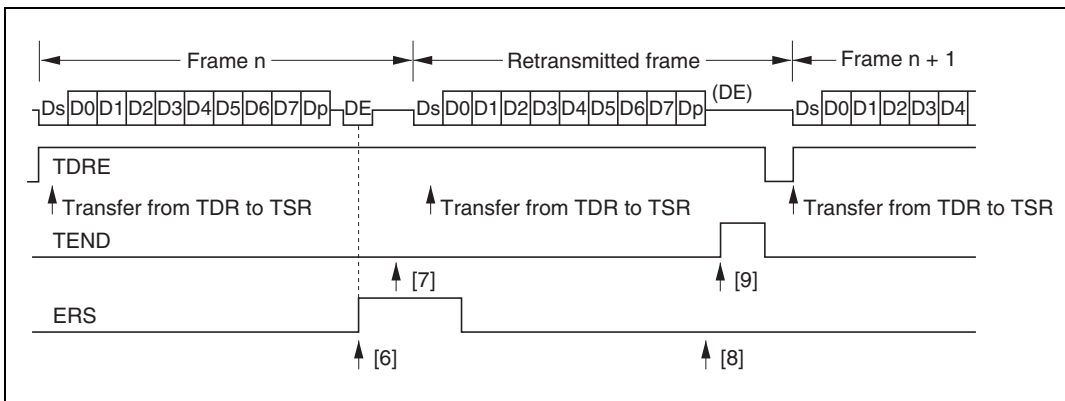 Frame n Retransmitted frame Frame n + 1
Ds D0 D1 D2 D3 D4 D5 D6 D7 Dp DE Ds D0 D1 D2 D3 D4 D5 D6 D7 Dp (DE) Ds D0 D1 D2 D3 D4
TDRE
Transfer from TDR to TSR Transfer from TDR to TSR Transfer from TDR to TSR
TEND
[7] [9]
ERS
[6] [8]